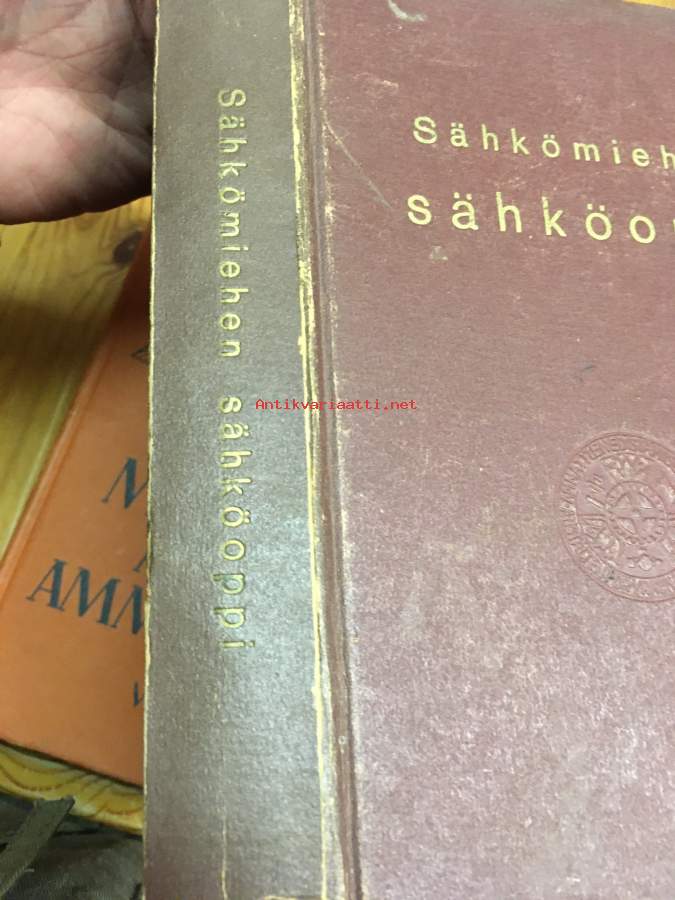 Sähkömiehen sähköoppi
Sähkömieh
sähköo
Antikvariaatti.net
AMM